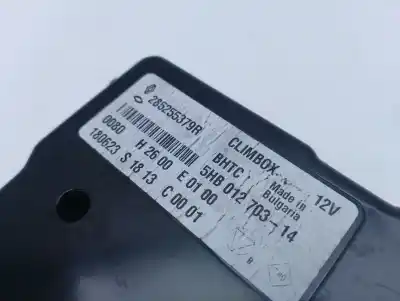 285255379R
CLIMBOX
12V
BHTC
Made in
Bulgaria
5HB 012 703-14
0080
H 26 00
E 01 00
180623
S 18 13
C 00 01